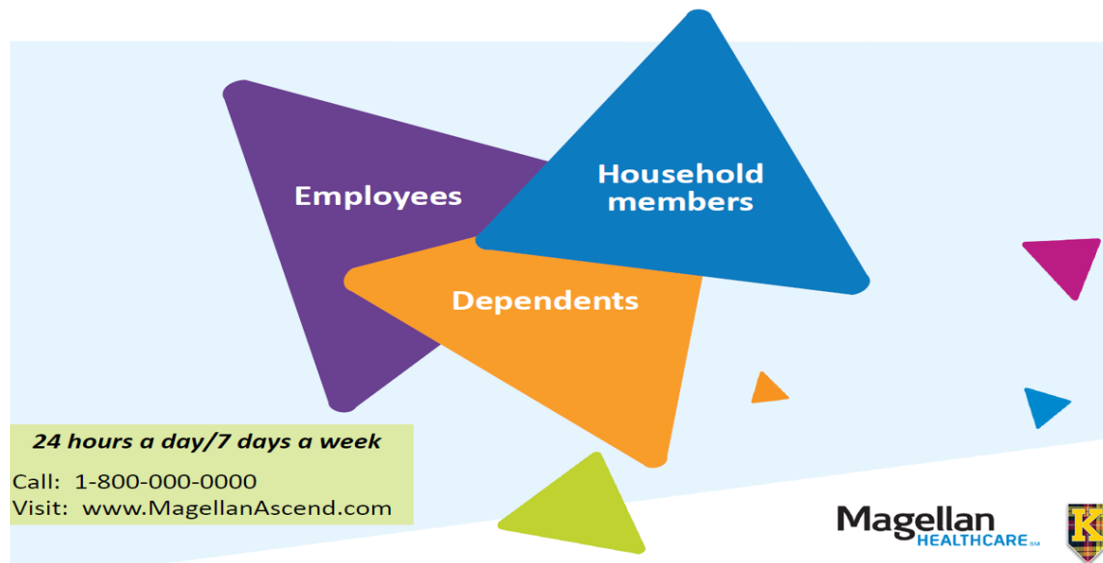 Employees
Household
members
Dependents
24 hours a day/7 days a week
Call: 1-800-000-0000
Visit: www.MagellanAscend.com
Magellan
HEALTHCARE
K